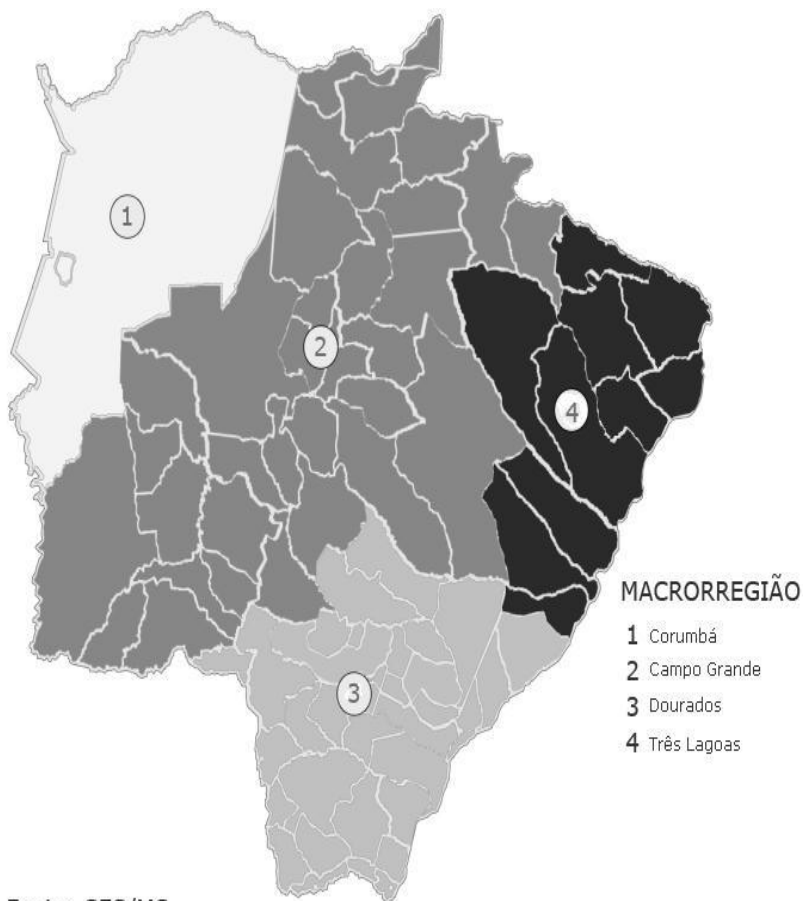 1
2
4
3
MACRORREGIÃO
1 Corumbá
2 Campo Grande
3 Dourados
4 Três Lagoas